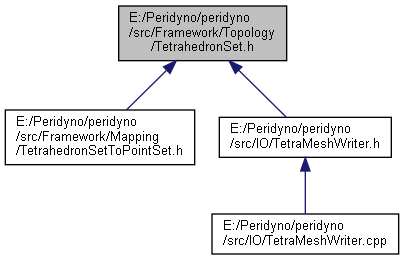 E:/Peridyno/peridyno
/src/Framework/Topology
/TetrahedronSet.h
E:/Peridyno/peridyno
/src/Framework/Mapping
/TetrahedronSetToPointSet.h
E:/Peridyno/peridyno
/src/IO/TetraMeshWriter.h
E:/Peridyno/peridyno
/src/IO/TetraMeshWriter.cpp